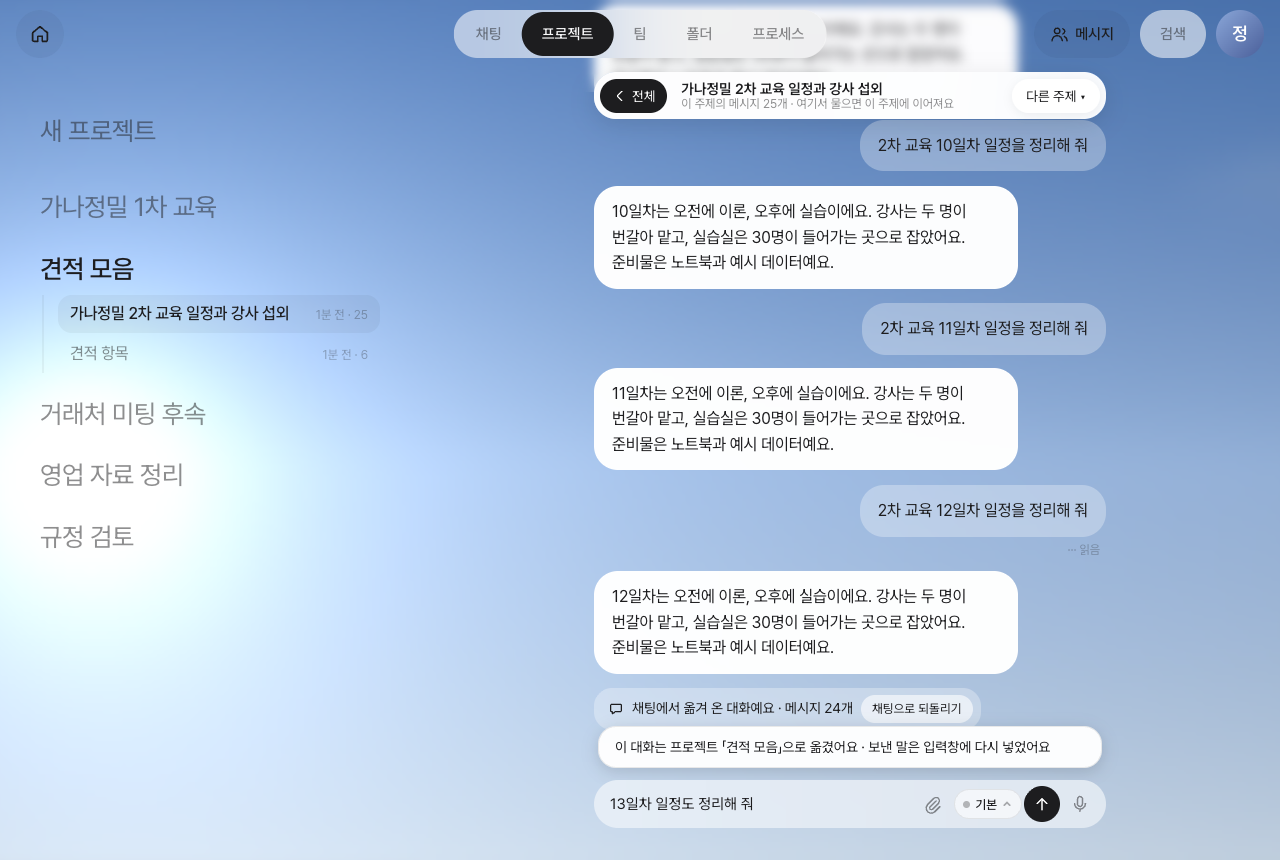 채팅
프로젝트
팀
폴더
프로세스
메시지
검색
정
전체
가나정밀 2차 교육 일정과 강사 섭외
이 주제의 메시지 25개 · 여기서 물으면 이 주제에 이어져요
다른 주제
새 프로젝트
가나정밀 1차 교육
견적 모음
가나정밀 2차 교육 일정과 강사 섭외
1분 전 · 25
견적 항목
1분 전 · 6
거래처 미팅 후속
영업 자료 정리
규정 검토
2차 교육 10일차 일정을 정리해 줘
10일차는 오전에 이론, 오후에 실습이에요. 강사는 두 명이
번갈아 맡고, 실습실은 30명이 들어가는 곳으로 잡았어요.
준비물은 노트북과 예시 데이터예요.
2차 교육 11일차 일정을 정리해 줘
11일차는 오전에 이론, 오후에 실습이에요. 강사는 두 명이
번갈아 맡고, 실습실은 30명이 들어가는 곳으로 잡았어요.
준비물은 노트북과 예시 데이터예요.
2차 교육 12일차 일정을 정리해 줘
··· 읽음
12일차는 오전에 이론, 오후에 실습이에요. 강사는 두 명이
번갈아 맡고, 실습실은 30명이 들어가는 곳으로 잡았어요.
준비물은 노트북과 예시 데이터예요.
채팅에서 옮겨 온 대화예요 · 메시지 24개
채팅으로 되돌리기
이 대화는 프로젝트 「견적 모음」으로 옮겼어요 · 보낸 말은 입력창에 다시 넣었어요
13일차 일정도 정리해 줘
기본